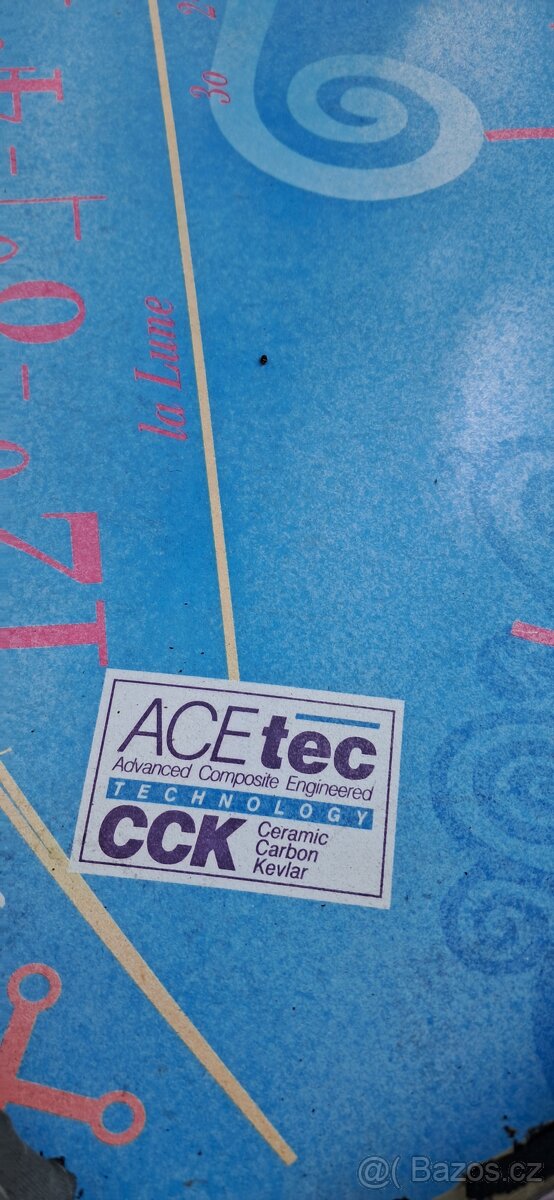 30
la Lune
ACEtec
Advanced Composite Engineered
TECHNOLOGY
CCK
Ceramic
Carbon
Kevlar
@ Bazos.cz